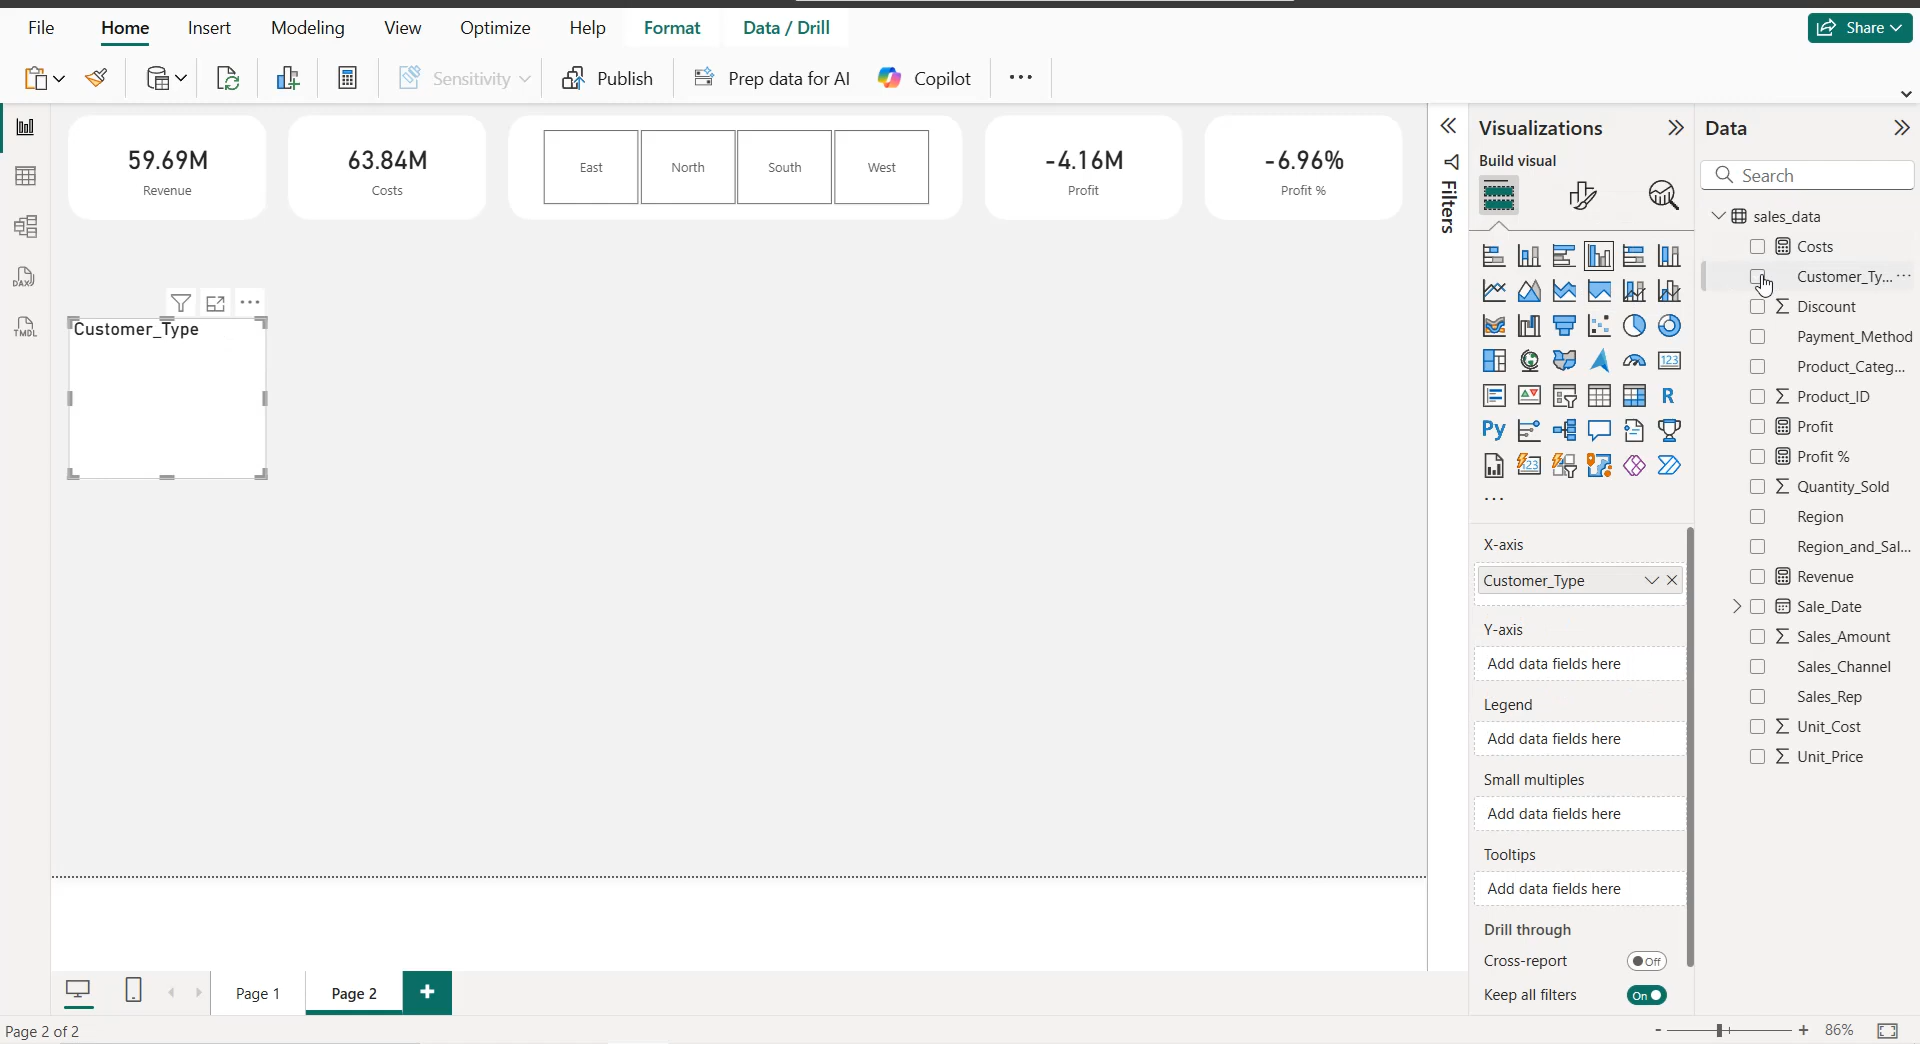 File
Home
Insert
Modeling
View
Optimize
Help
Format
Data / Drill
Share
Sensitivity
Publish
Prep data for AI
Copilot
59.69M
Revenue
63.84M
Costs
East
North
South
West
-4.16M
Profit
-6.96%
Profit %
DAX
TMDL
Customer_Type
Filters
Visualizations
Build visual
123
R
Py
123
X-axis
Customer_Type
Y-axis
Add data fields here
Legend
Add data fields here
Small multiples
Add data fields here
Tooltips
Add data fields here
Drill through
Cross-report
Off
Keep all filters
On
Data
Search
sales_data
Costs
Customer_Ty...
Discount
Payment_Method
Product_Categ...
Product_ID
Profit
Profit %
Quantity_Sold
Region
Region_and_Sal...
Revenue
Sale_Date
Sales_Amount
Sales_Channel
Sales_Rep
Unit_Cost
Unit_Price
Page 1
Page 2
Page 2 of 2
- + 86%